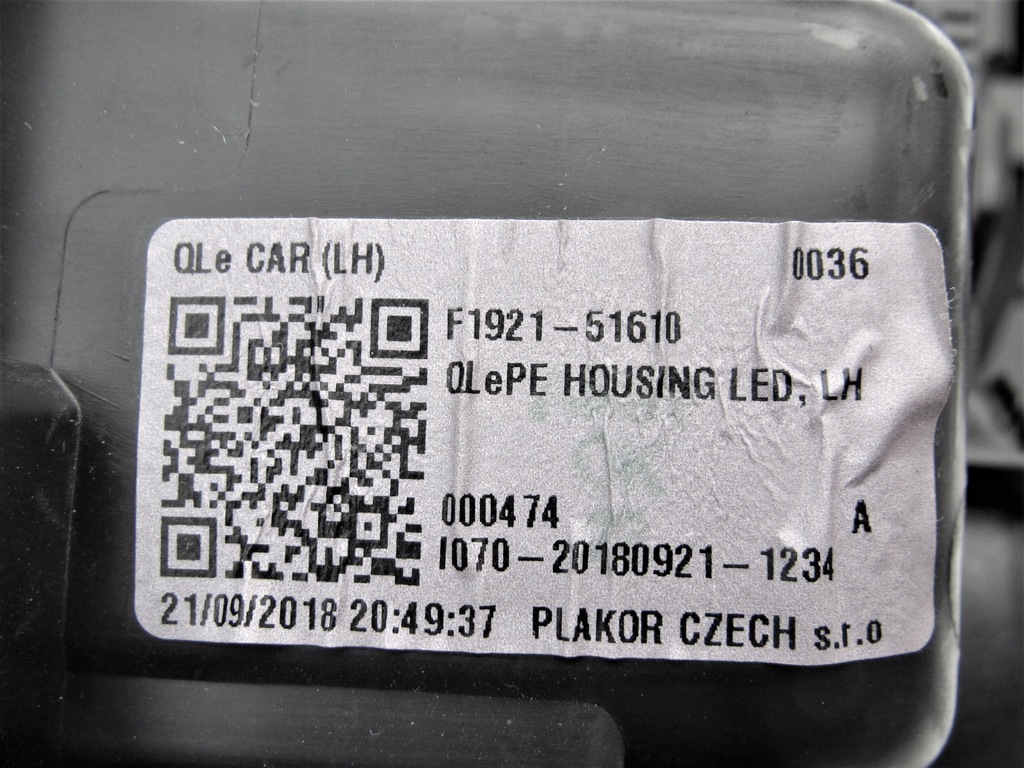 QLe CAR (LH) 0036
F1921-51610
QLePE HOUSING LED, LH
000474 A
I070-20180921-1234
21/09/2018 20:49:37 PLAKOR CZECH s.r.o